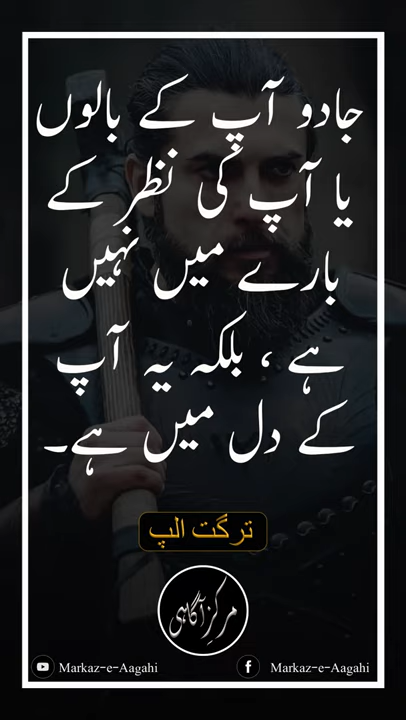 جادو آپ کے بالوں
یا آپ کی نظر کے
بارے میں نہیں
ہے ، بلکہ یہ آپ
کے دل میں ہے۔
ترگت الپ
مرکزِ آگاہی
Markaz-e-Aagahi
Markaz-e-Aagahi